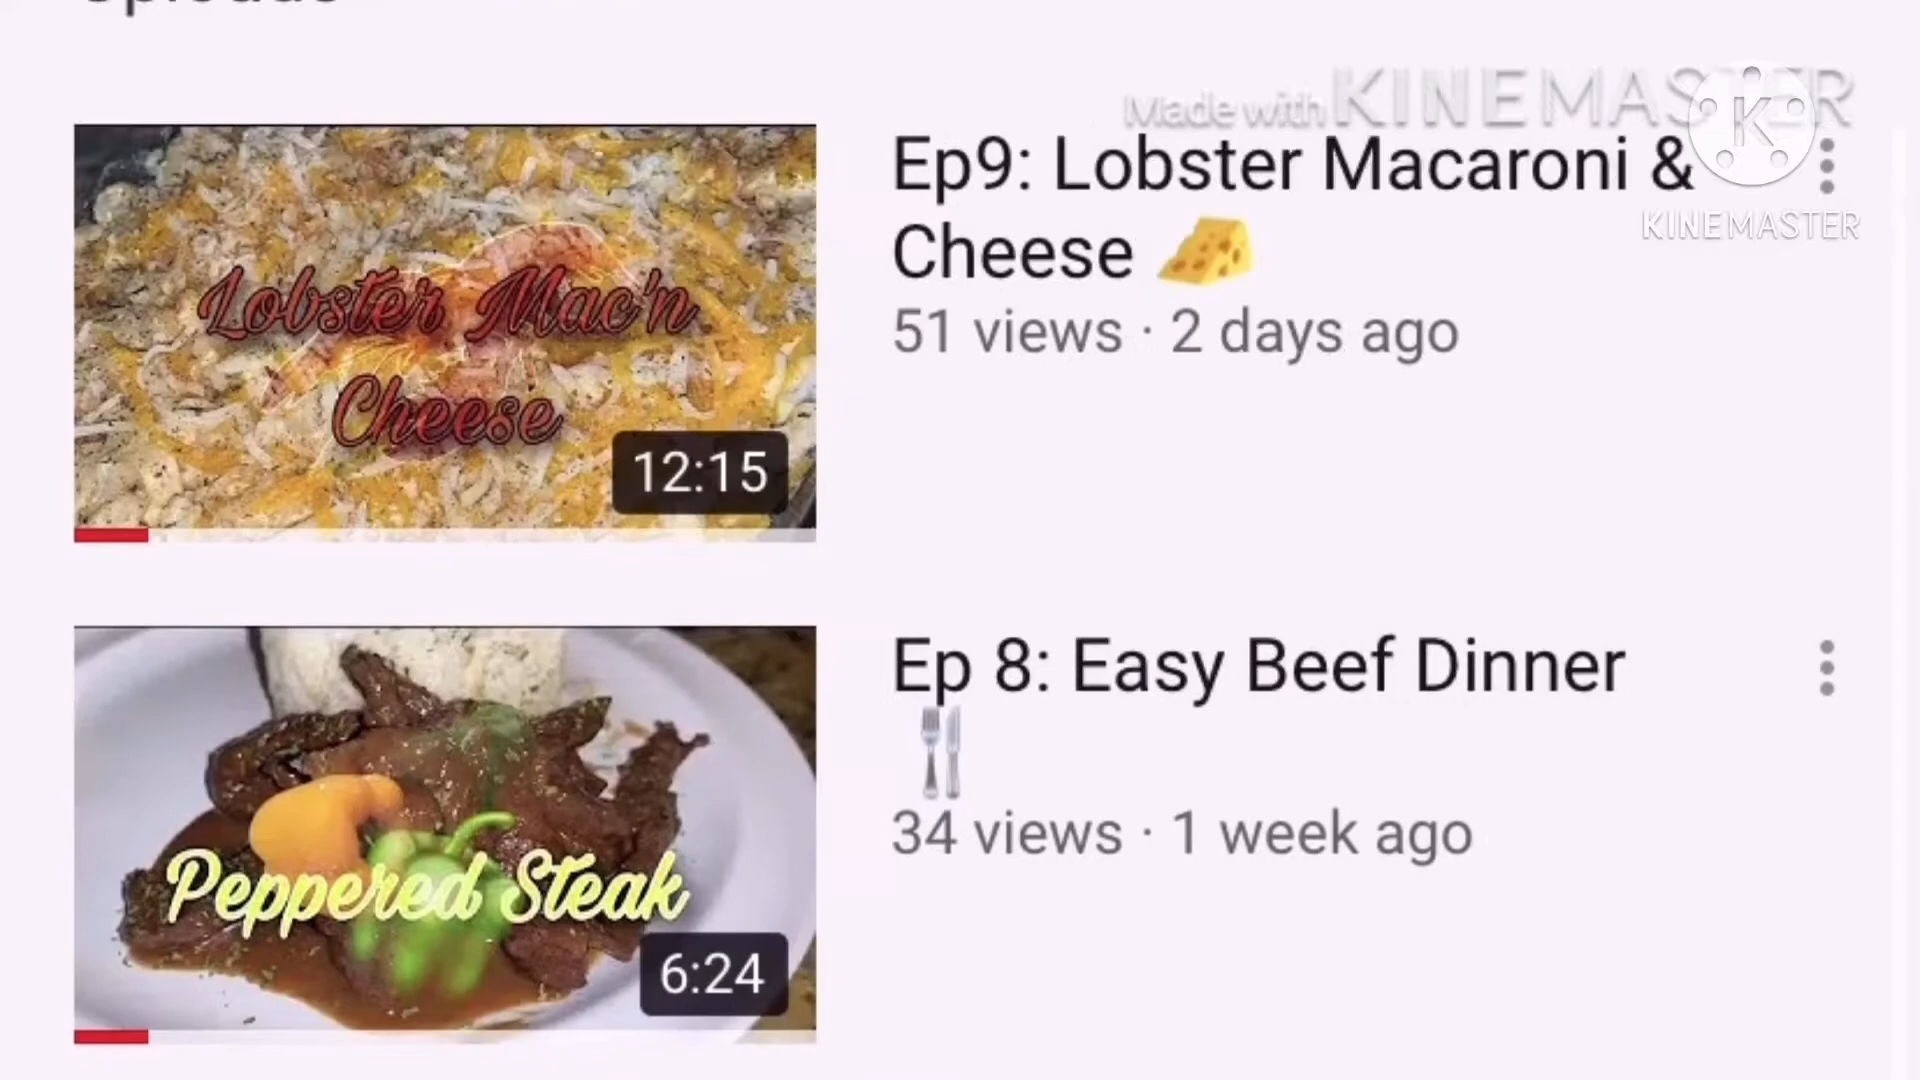 Uploads
Made with KINEMASTER
Ep9: Lobster Macaroni &
Cheese 🧀
51 views · 2 days ago
KINEMASTER
Lobster Mac'n
Cheese
12:15
Ep 8: Easy Beef Dinner
🍴
34 views · 1 week ago
Peppered Steak
6:24